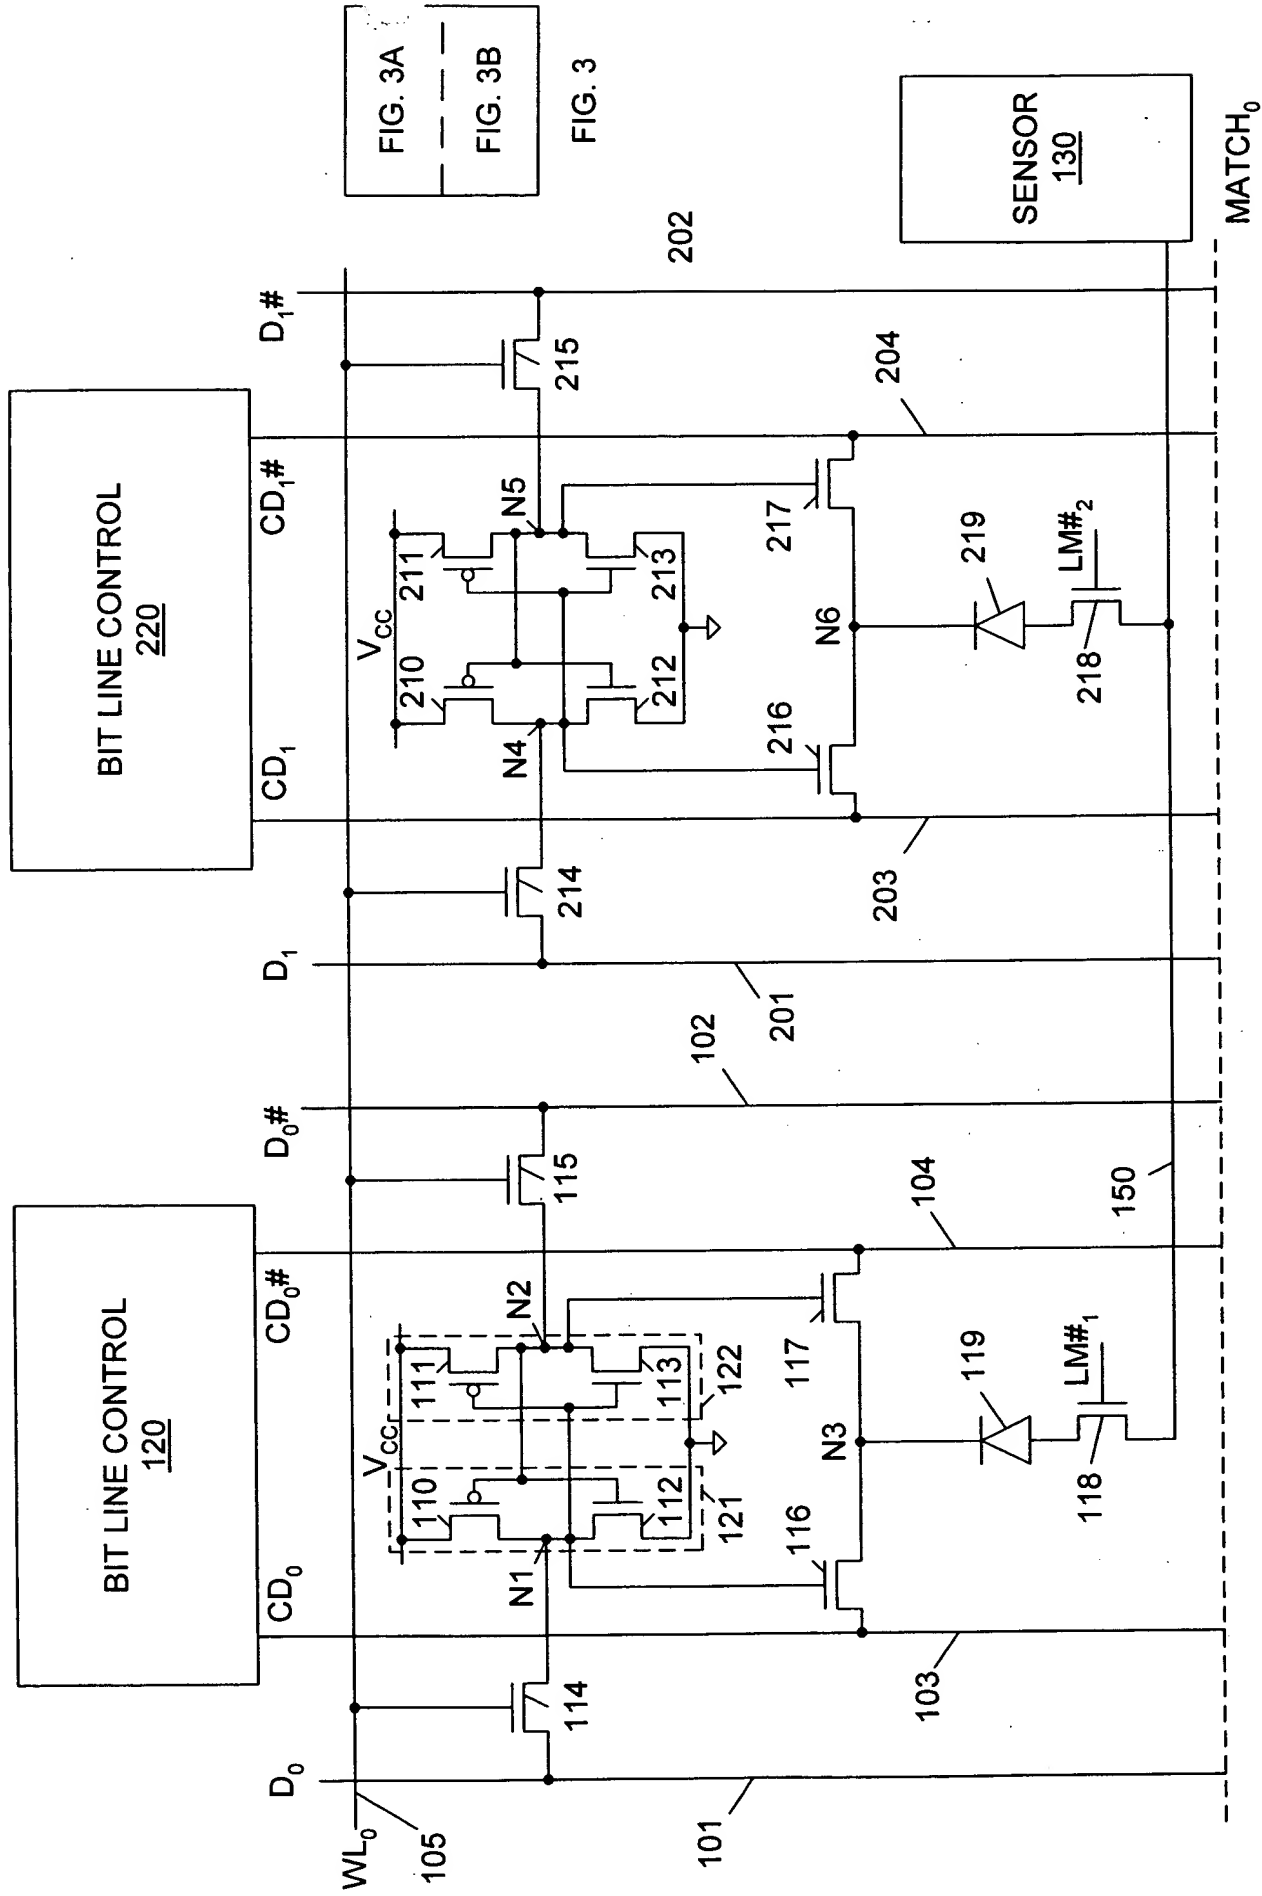 BIT LINE CONTROL
120
BIT LINE CONTROL
220
D₀
CD₀
CD₀#
D₀#
D₁
CD₁
CD₁#
D₁#
WL₀
105
V_CC
V_CC
110
111
112
113
121
122
N1
N2
114
115
210
211
212
213
N4
N5
214
215
116
117
N3
216
217
N6
101
102
103
104
201
202
203
204
119
LM#₁
118
219
LM#₂
218
150
SENSOR
130
MATCH₀
FIG. 3A
FIG. 3B
FIG. 3